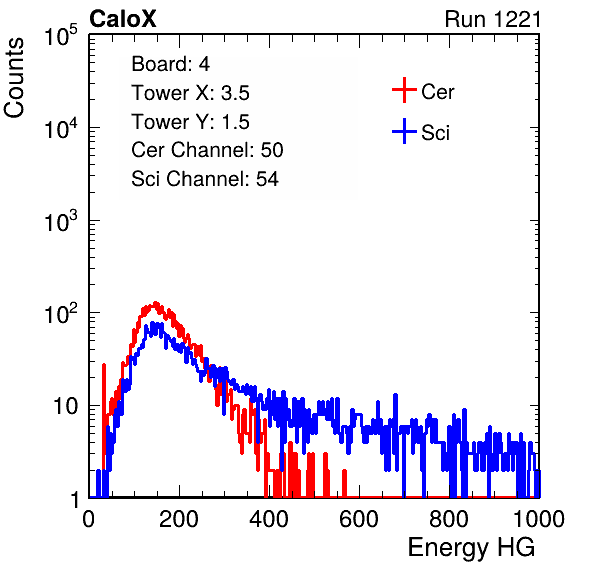 CaloX Run 1221
Counts
10^5
10^4
10^3
10^2
10
1
Board: 4
Tower X: 3.5
Tower Y: 1.5
Cer Channel: 50
Sci Channel: 54
Cer
Sci
0 200 400 600 800 1000
Energy HG